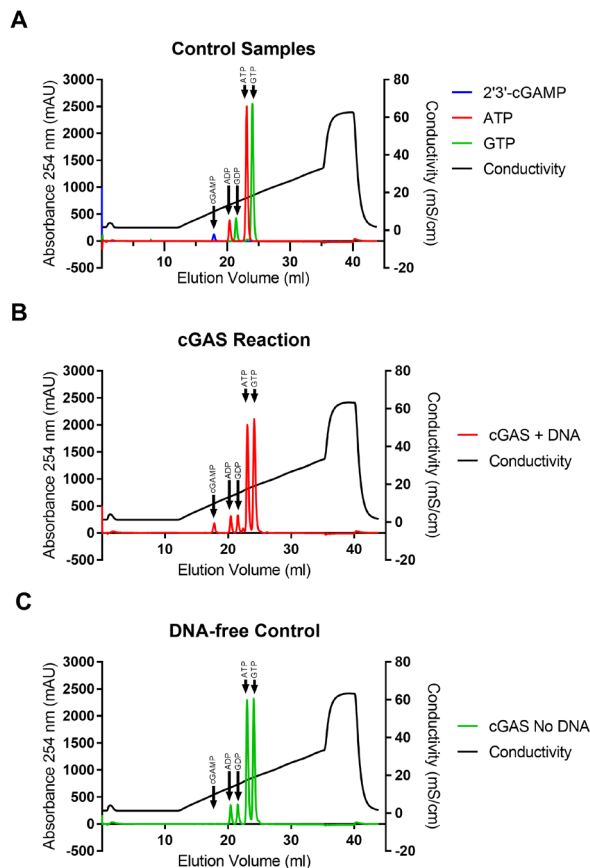 A
Control Samples
ATP
GTP
cGAMP
ADP
GDP
3000
2500
2000
1500
1000
500
0
-500
Absorbance 254 nm (mAU)
80
60
40
20
0
-20
Conductivity (mS/cm)
0
10
20
30
40
Elution Volume (ml)
2'3'-cGAMP
ATP
GTP
Conductivity
B
cGAS Reaction
ATP
GTP
cGAMP
ADP
GDP
3000
2500
2000
1500
1000
500
0
-500
Absorbance 254 nm (mAU)
80
60
40
20
0
-20
Conductivity (mS/cm)
10
20
30
40
Elution Volume (ml)
cGAS + DNA
Conductivity
C
DNA-free Control
ATP
GTP
cGAMP
ADP
GDP
3000
2500
2000
1500
1000
500
0
-500
Absorbance 254 nm (mAU)
80
60
40
20
0
-20
Conductivity (mS/cm)
10
20
30
40
Elution Volume (ml)
cGAS No DNA
Conductivity